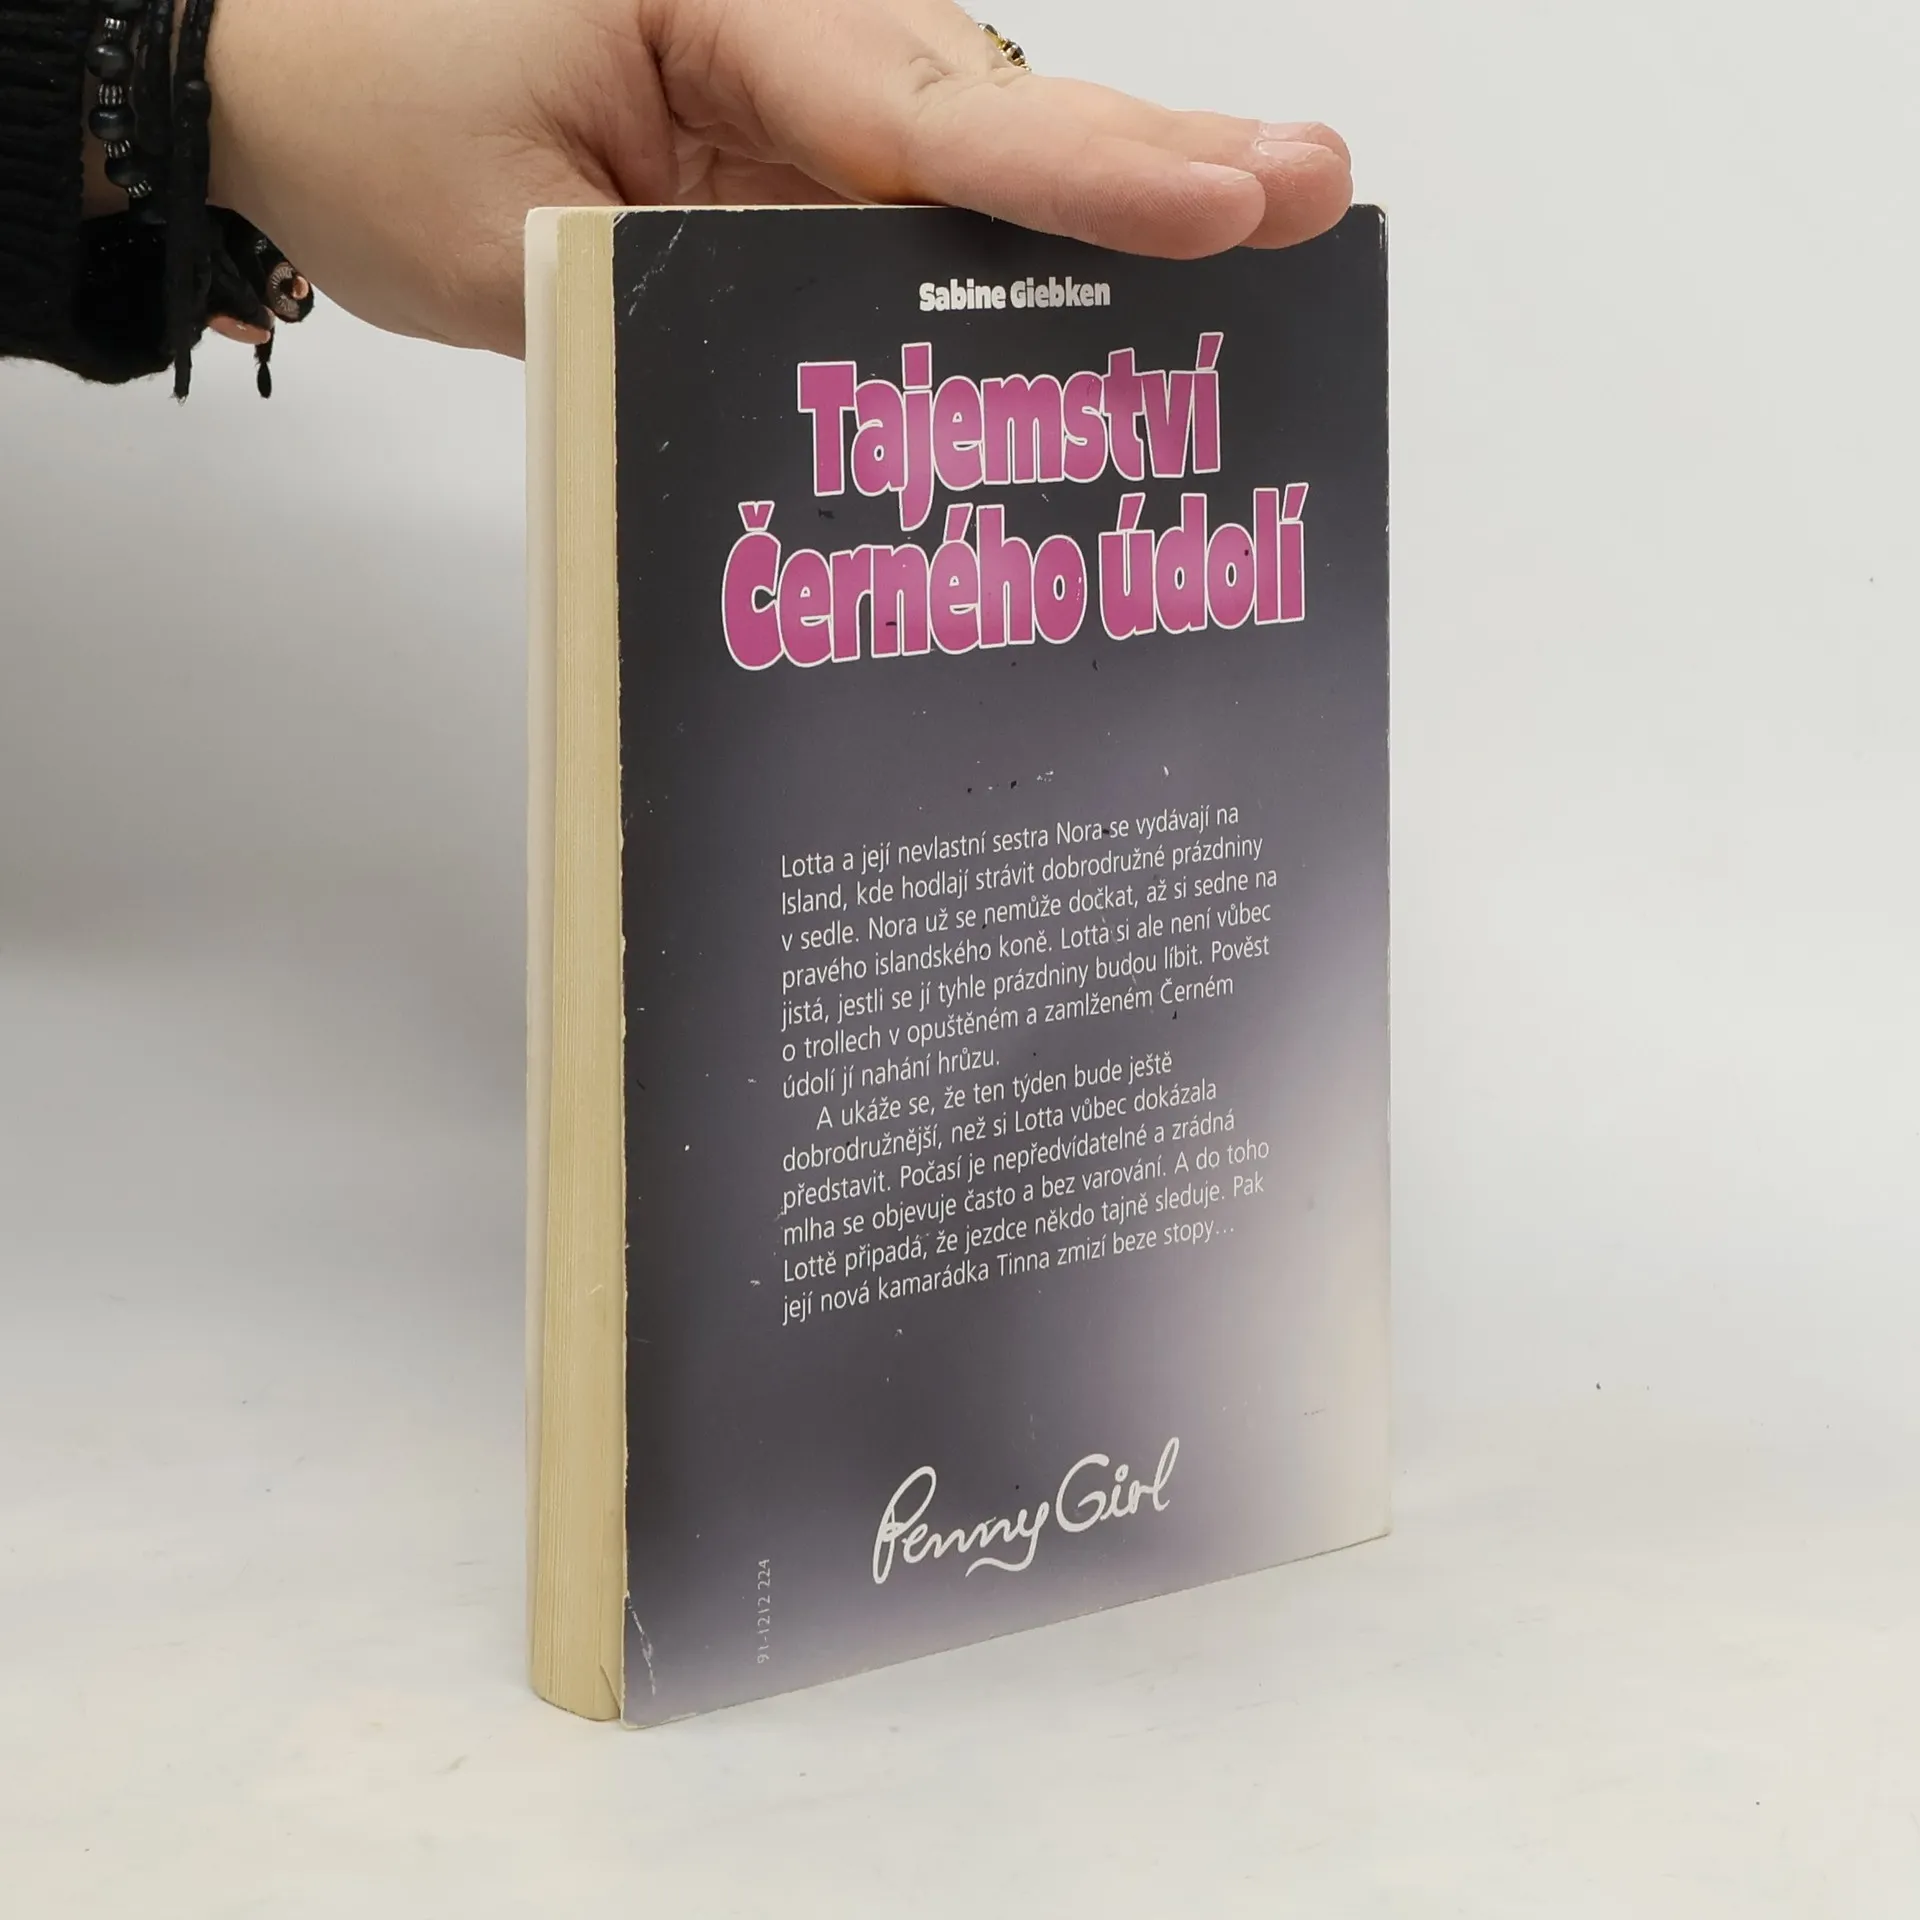 Sabine Giebken
Tajemství
Černého údolí
Lotta a její nevlastní sestra Nora se vydávají na
Island, kde hodlají strávit dobrodružné prázdniny
v sedle. Nora už se nemůže dočkat, až si sedne na
pravého islandského koně. Lotta si ale není vůbec
jistá, jestli se jí tyhle prázdniny budou líbit. Pověst
o trollech v opuštěném a zamlženém Černém
údolí jí nahání hrůzu.
A ukáže se, že ten týden bude ještě
dobrodružnější, než si Lotta vůbec dokázala
představit. Počasí je nepředvídatelné a zrádná
mlha se objevuje často a bez varování. A do toho
Lottě připadá, že jezdce někdo tajně sleduje. Pak
její nová kamarádka Tinna zmizí beze stopy...
Penny Girl
91-1212 224